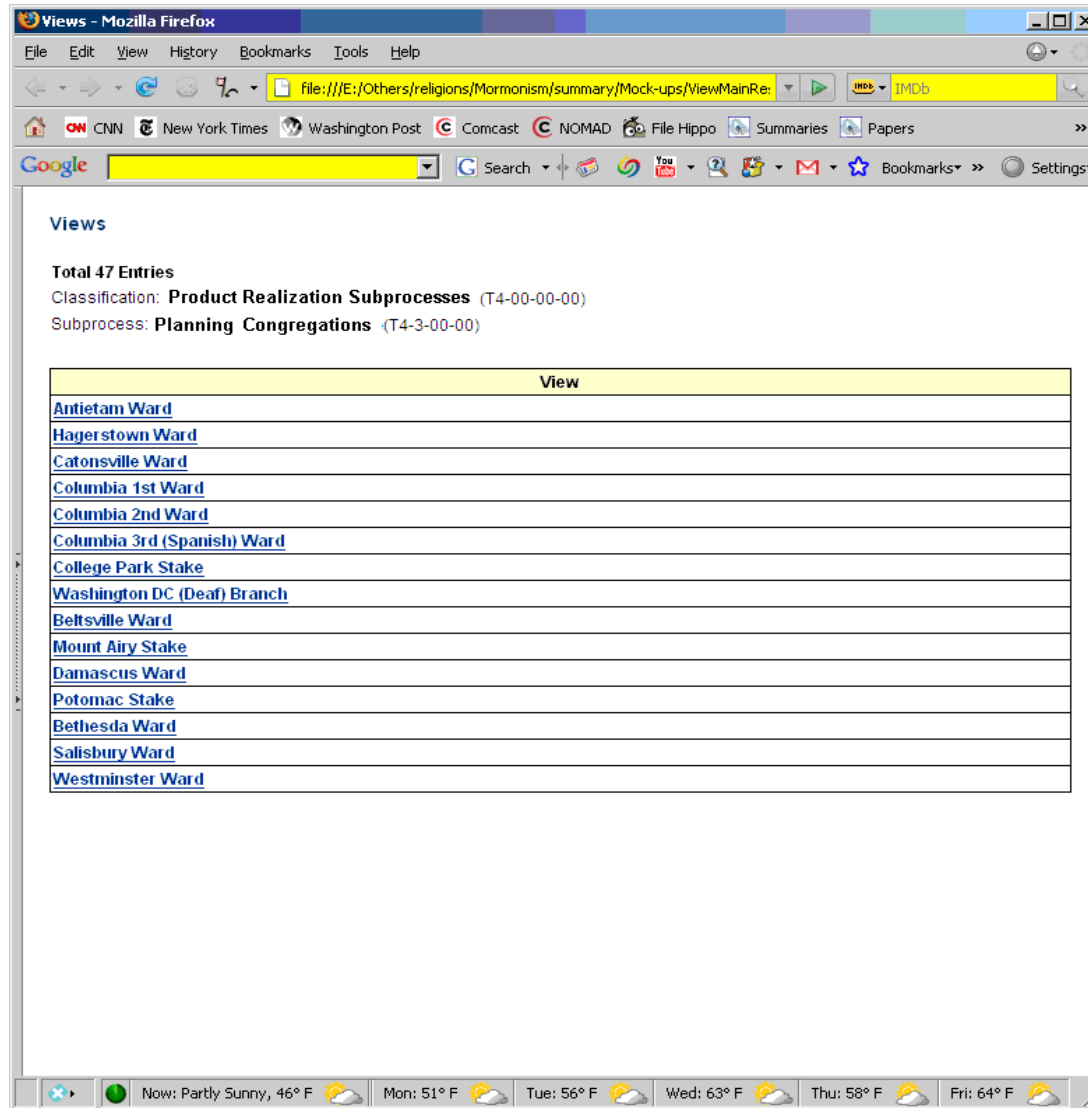 Views - Mozilla Firefox
File Edit View History Bookmarks Tools Help
file:///E:/Others/religions/Mormonism/summary/Mock-ups/ViewMainRe: IMDb IMDb
CNN CNN New York Times Washington Post Comcast NOMAD File Hippo Summaries Papers »
Google Search You Tube Bookmarks » Settings
Views
Total 47 Entries
Classification: Product Realization Subprocesses (T4-00-00-00)
Subprocess: Planning Congregations (T4-3-00-00)
View
Antietam Ward
Hagerstown Ward
Catonsville Ward
Columbia 1st Ward
Columbia 2nd Ward
Columbia 3rd (Spanish) Ward
College Park Stake
Washington DC (Deaf) Branch
Beltsville Ward
Mount Airy Stake
Damascus Ward
Potomac Stake
Bethesda Ward
Salisbury Ward
Westminster Ward
Now: Partly Sunny, 46° F Mon: 51° F Tue: 56° F Wed: 63° F Thu: 58° F Fri: 64° F